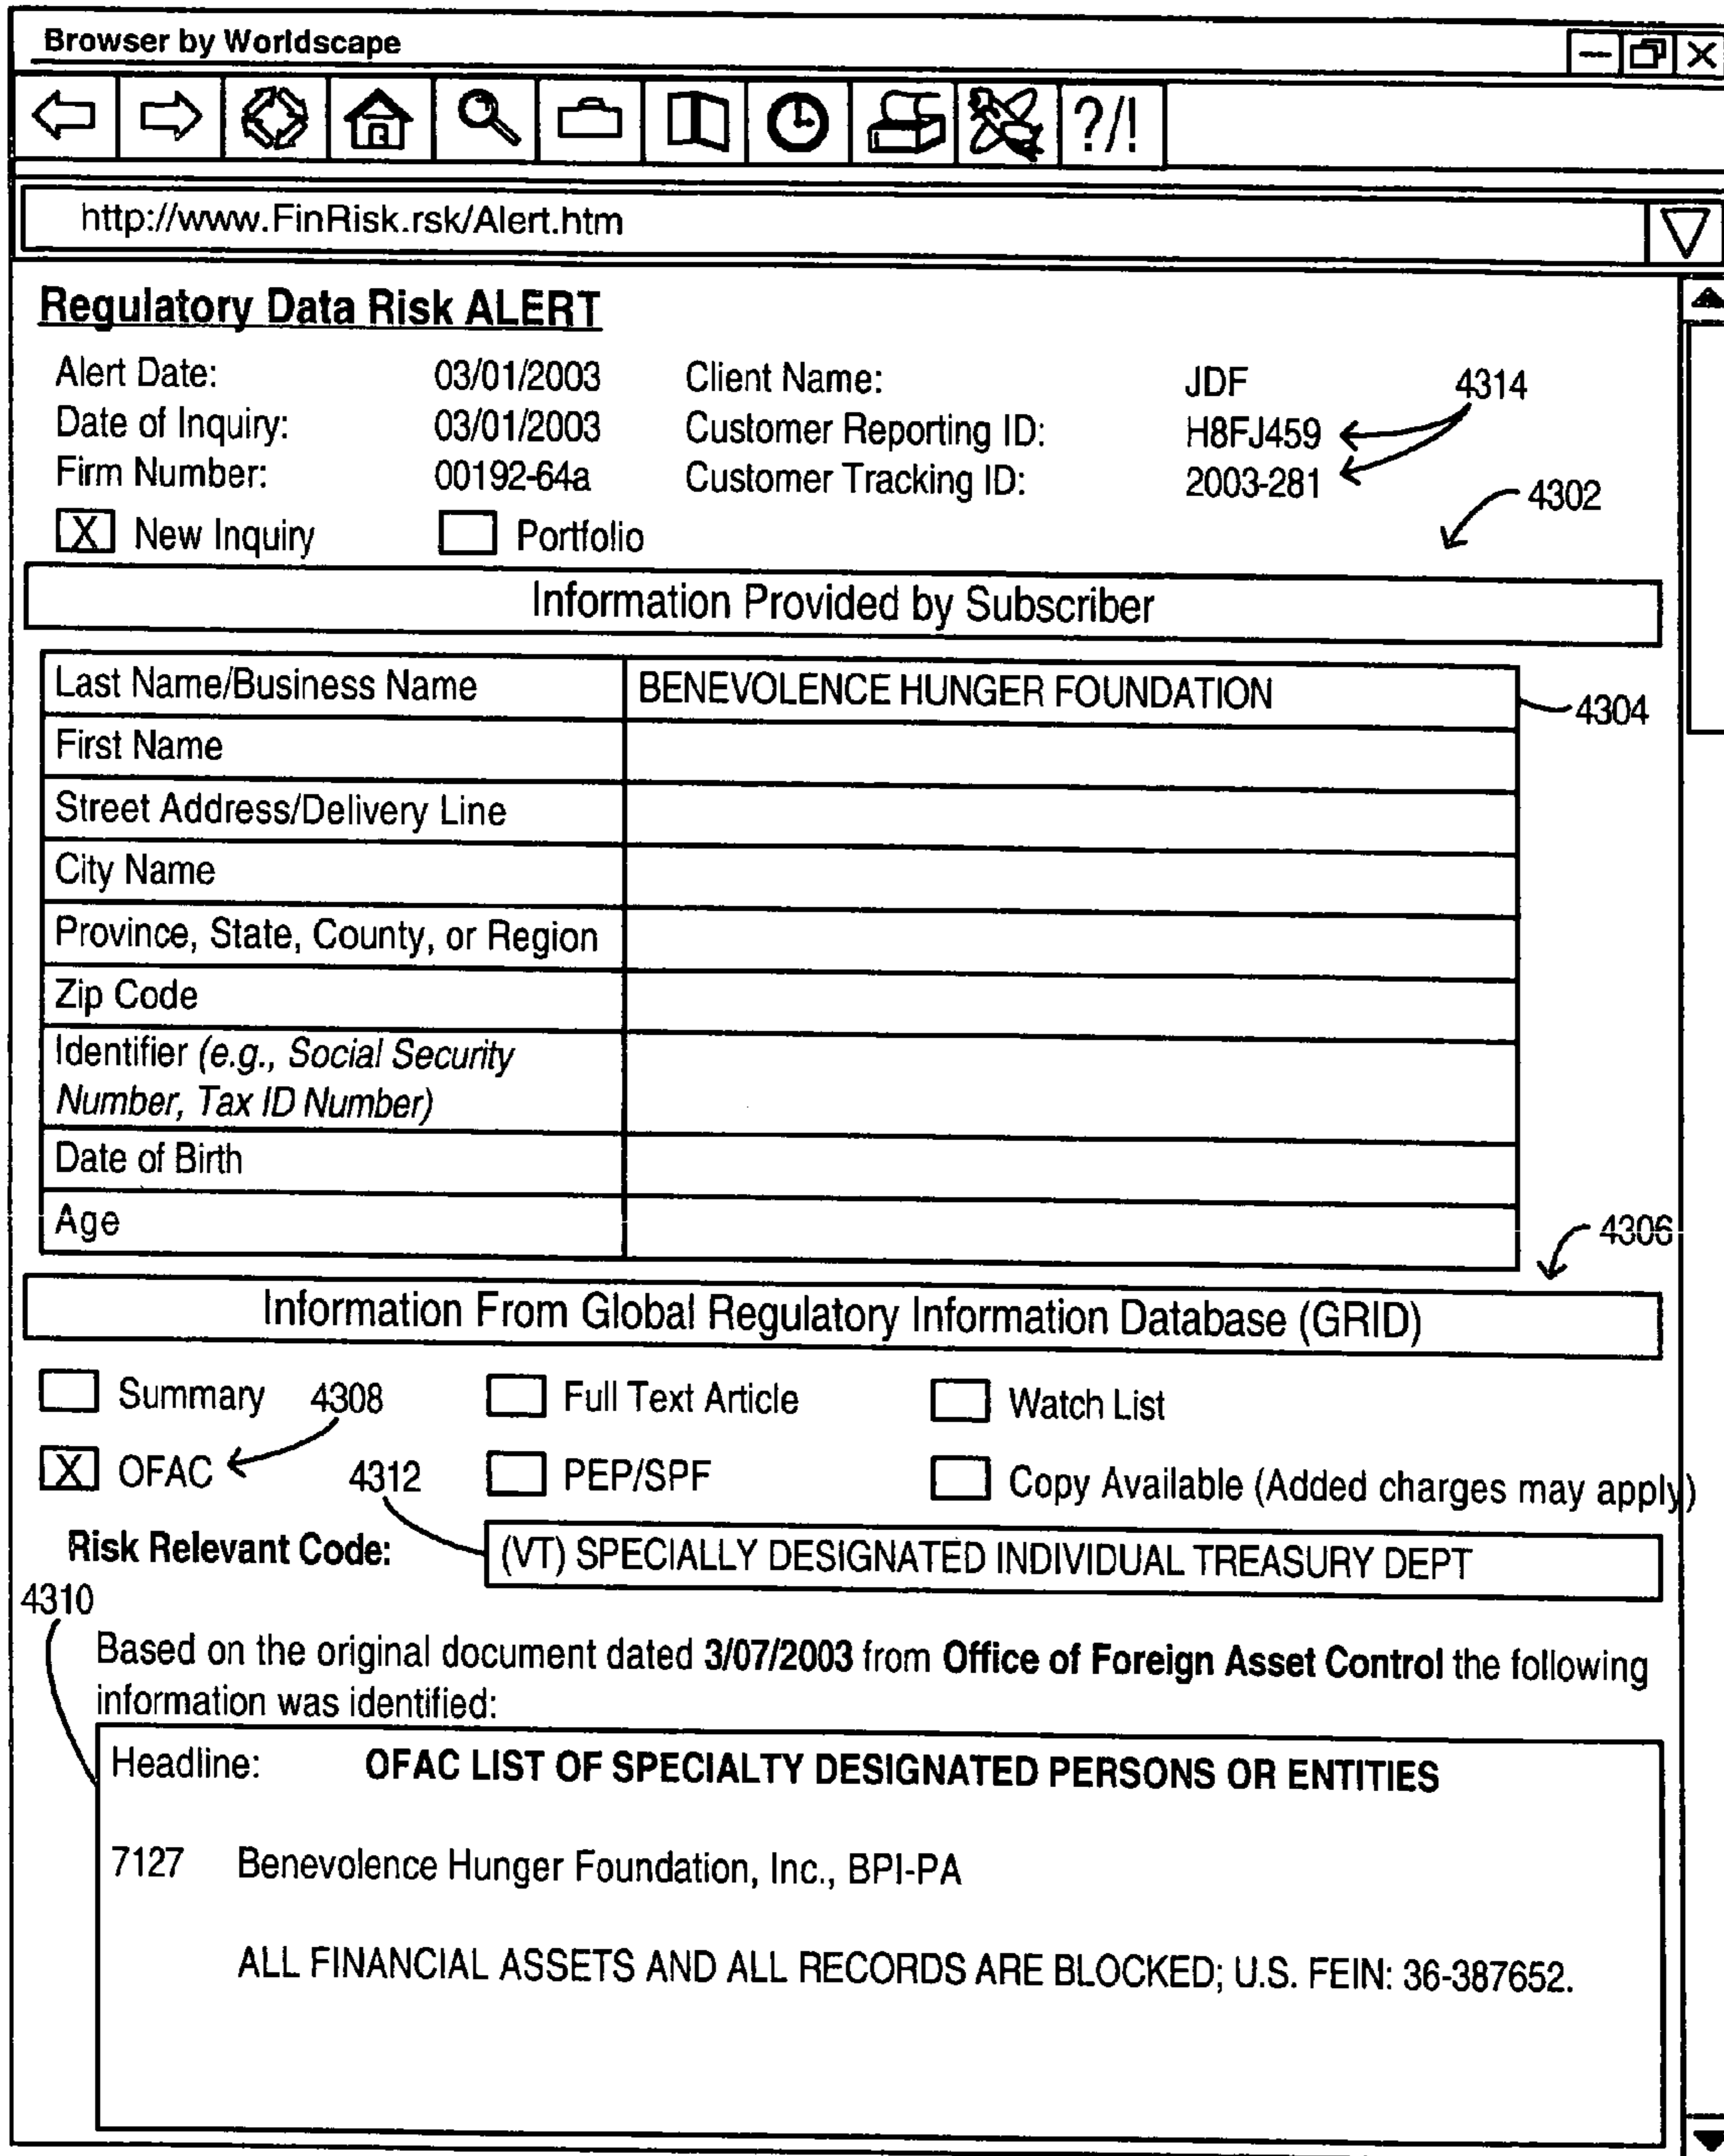 Browser by Worldscape
?/!
http://www.FinRisk.rsk/Alert.htm
Regulatory Data Risk ALERT
Alert Date: 03/01/2003 Client Name: JDF 4314
Date of Inquiry: 03/01/2003 Customer Reporting ID: H8FJ459
Firm Number: 00192-64a Customer Tracking ID: 2003-281
4302
X New Inquiry Portfolio
Information Provided by Subscriber
Last Name/Business Name BENEVOLENCE HUNGER FOUNDATION
4304
First Name
Street Address/Delivery Line
City Name
Province, State, County, or Region
Zip Code
Identifier (e.g., Social Security
Number, Tax ID Number)
Date of Birth
Age
4306
Information From Global Regulatory Information Database (GRID)
Summary 4308 Full Text Article Watch List
X OFAC 4312 PEP/SPF Copy Available (Added charges may apply)
Risk Relevant Code: (VT) SPECIALLY DESIGNATED INDIVIDUAL TREASURY DEPT
4310
Based on the original document dated 3/07/2003 from Office of Foreign Asset Control the following
information was identified:
Headline: OFAC LIST OF SPECIALTY DESIGNATED PERSONS OR ENTITIES
7127 Benevolence Hunger Foundation, Inc., BPI-PA
ALL FINANCIAL ASSETS AND ALL RECORDS ARE BLOCKED; U.S. FEIN: 36-387652.